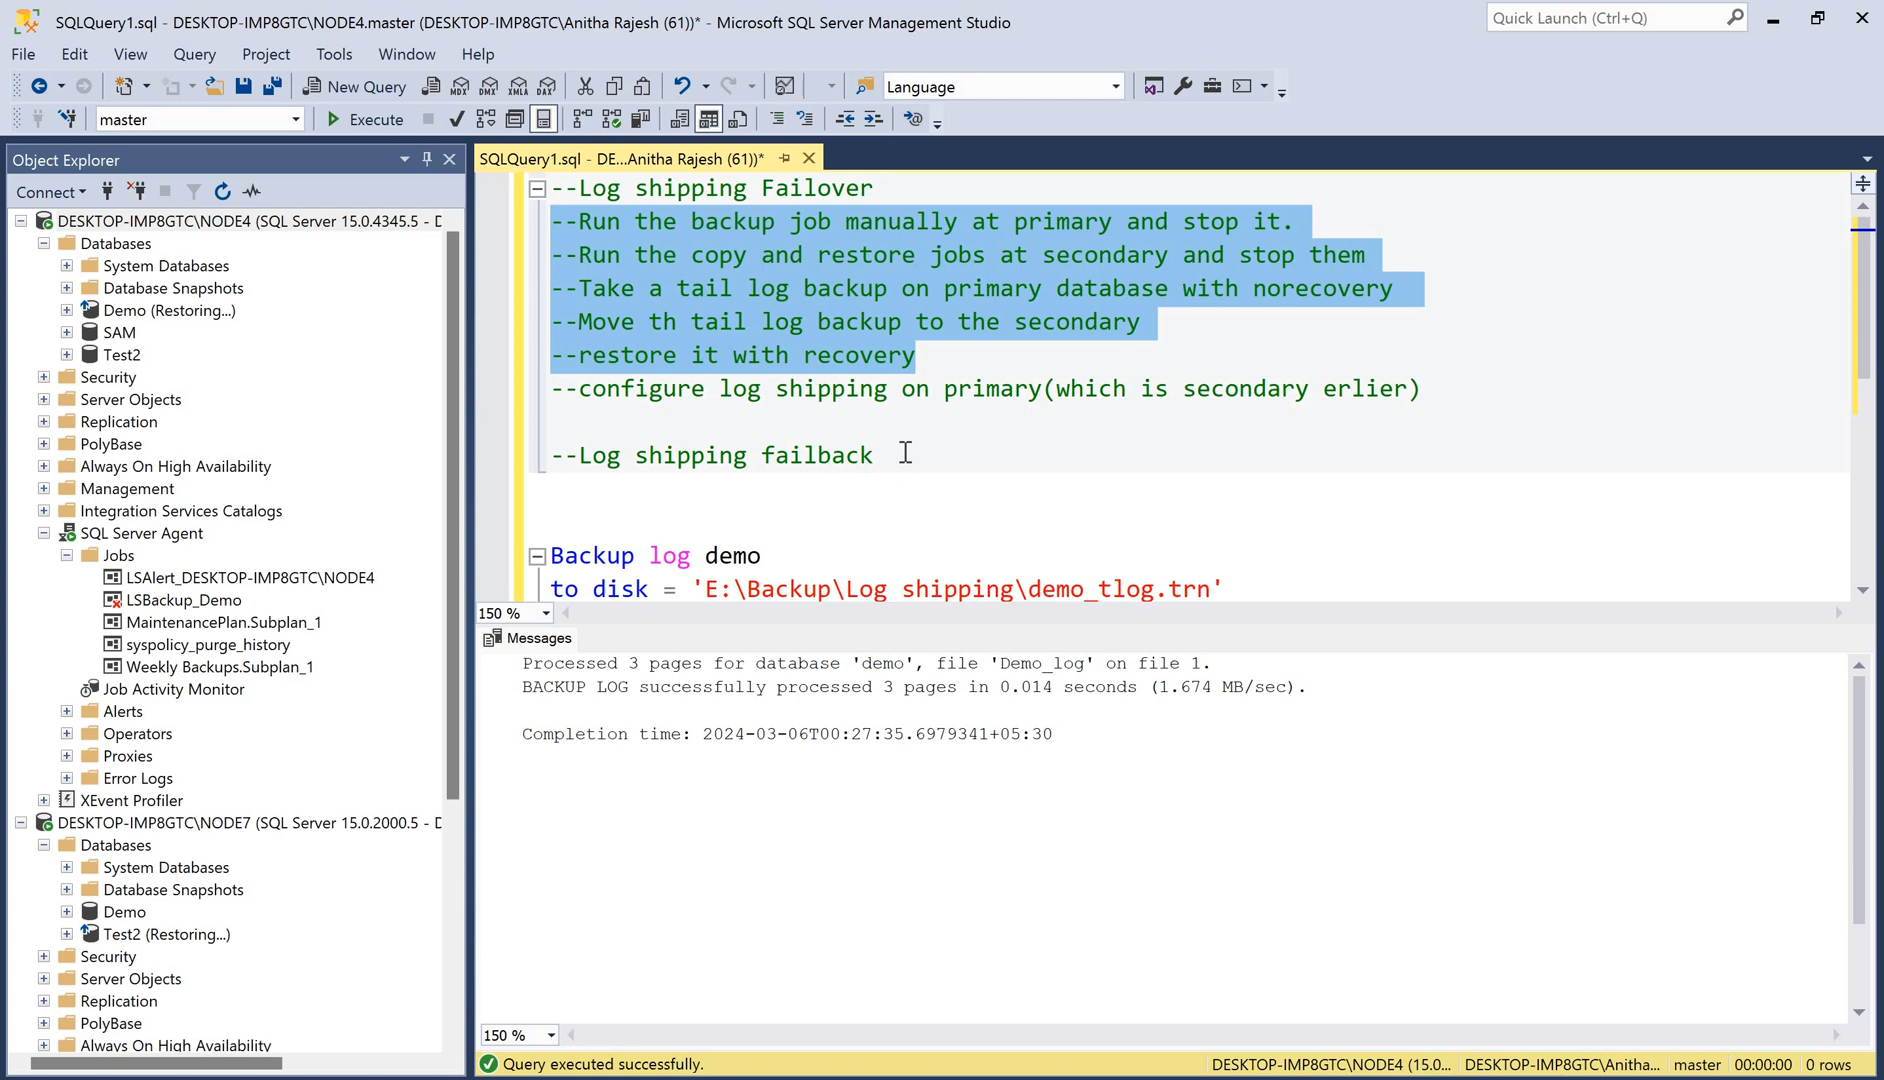 SQLQuery1.sql - DESKTOP-IMP8GTC\NODE4.master (DESKTOP-IMP8GTC\Anitha Rajesh (61))* - Microsoft SQL Server Management Studio
Quick Launch (Ctrl+Q)
File Edit View Query Project Tools Window Help
New Query
MDX DMX XMLA DAX
Language
master
Execute
Object Explorer
SQLQuery1.sql - DE...Anitha Rajesh (61))*
Connect
DESKTOP-IMP8GTC\NODE4 (SQL Server 15.0.4345.5 - D
Databases
System Databases
Database Snapshots
Demo (Restoring...)
SAM
Test2
Security
Server Objects
Replication
PolyBase
Always On High Availability
Management
Integration Services Catalogs
SQL Server Agent
Jobs
LSAlert_DESKTOP-IMP8GTC\NODE4
LSBackup_Demo
MaintenancePlan.Subplan_1
syspolicy_purge_history
Weekly Backups.Subplan_1
Job Activity Monitor
Alerts
Operators
Proxies
Error Logs
XEvent Profiler
DESKTOP-IMP8GTC\NODE7 (SQL Server 15.0.2000.5 - D
Databases
System Databases
Database Snapshots
Demo
Test2 (Restoring...)
Security
Server Objects
Replication
PolyBase
Always On High Availability
--Log shipping Failover
--Run the backup job manually at primary and stop it.
--Run the copy and restore jobs at secondary and stop them
--Take a tail log backup on primary database with norecovery
--Move th tail log backup to the secondary
--restore it with recovery
--configure log shipping on primary(which is secondary erlier)
--Log shipping failback
Backup log demo
to disk = 'E:\Backup\Log shipping\demo_tlog.trn'
150 %
Messages
Processed 3 pages for database 'demo', file 'Demo_log' on file 1.
BACKUP LOG successfully processed 3 pages in 0.014 seconds (1.674 MB/sec).
Completion time: 2024-03-06T00:27:35.6979341+05:30
150 %
Query executed successfully.
DESKTOP-IMP8GTC\NODE4 (15.0... DESKTOP-IMP8GTC\Anitha... master 00:00:00 0 rows